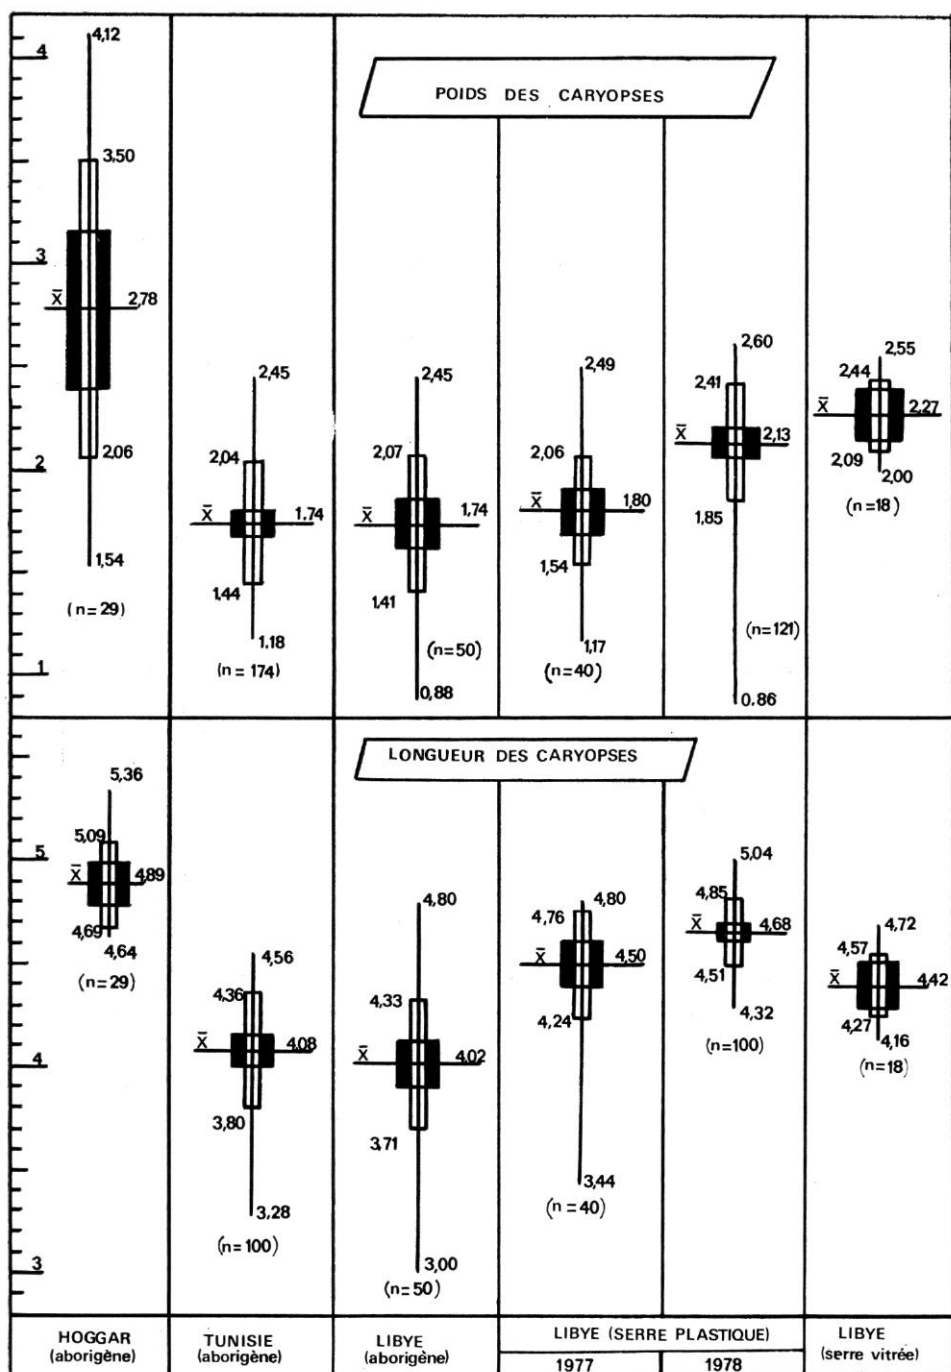 POIDS DES CARYOPSES
4
3
2
1
4,12
3,50
X̄ 2,78
2,06
1,54
(n=29)
2,45
2,04
X̄ 1.74
1,44
1,18
(n=174)
2,45
2,07
X̄ 1,74
1,41
(n=50)
0,88
2,49
2,06
X̄ 1,80
1,54
1,17
(n=40)
2,60
2,41
X̄ 2,13
1,85
(n=121)
0.86
2,55
2,44
X̄ 2,27
2,09
2,00
(n=18)
LONGUEUR DES CARYOPSES
5
4
3
5,36
5,09
X̄ 4,89
4,69
4,64
(n=29)
4,56
4,36
X̄ 4,08
3,80
3,28
(n=100)
4,80
4,33
X̄ 4,02
3,71
3,00
(n=50)
4,80
4,76
X̄ 4,50
4,24
3,44
(n=40)
5,04
4,85
X̄ 4,68
4,51
4,32
(n=100)
4,72
4,57
X̄ 4,42
4,27
4,16
(n=18)
HOGGAR
(aborigène)
TUNISIE
(aborigène)
LIBYE
(aborigène)
LIBYE (SERRE PLASTIQUE)
1977
1978
LIBYE
(serre vitrée)